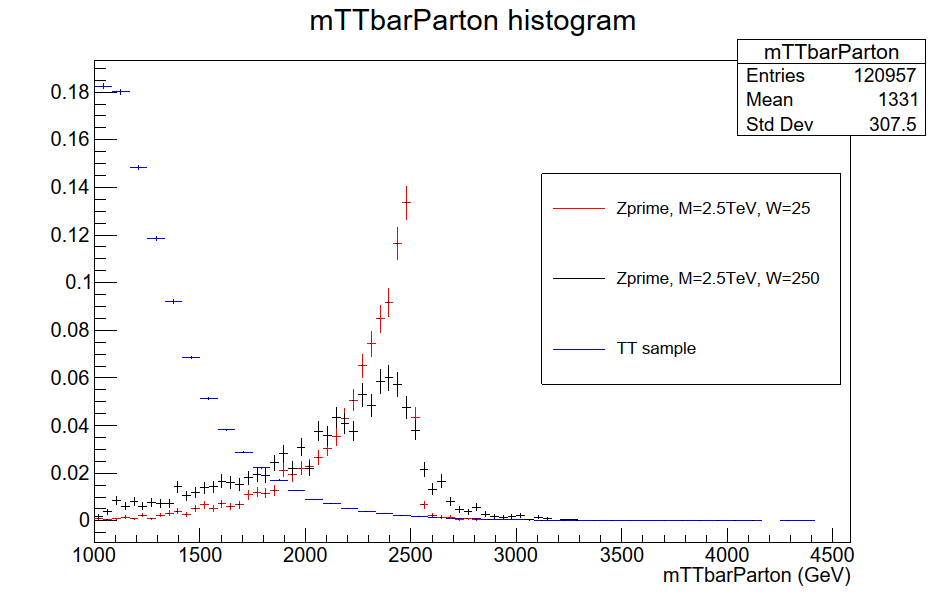 mTTbarParton histogram
mTTbarParton
Entries 120957
Mean 1331
Std Dev 307.5
0.18
0.16
0.14
0.12
0.1
0.08
0.06
0.04
0.02
0
Zprime, M=2.5TeV, W=25
Zprime, M=2.5TeV, W=250
TT sample
1000 1500 2000 2500 3000 3500 4000 4500
mTTbarParton (GeV)